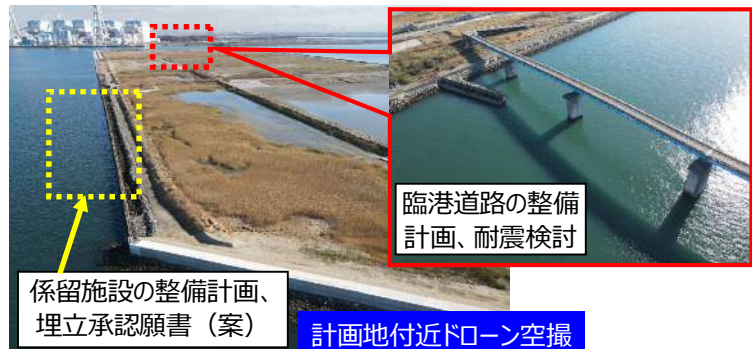 臨港道路の整備
計画、耐震検討
係留施設の整備計画、
埋立承認願書（案）
計画地付近ドローン空撮